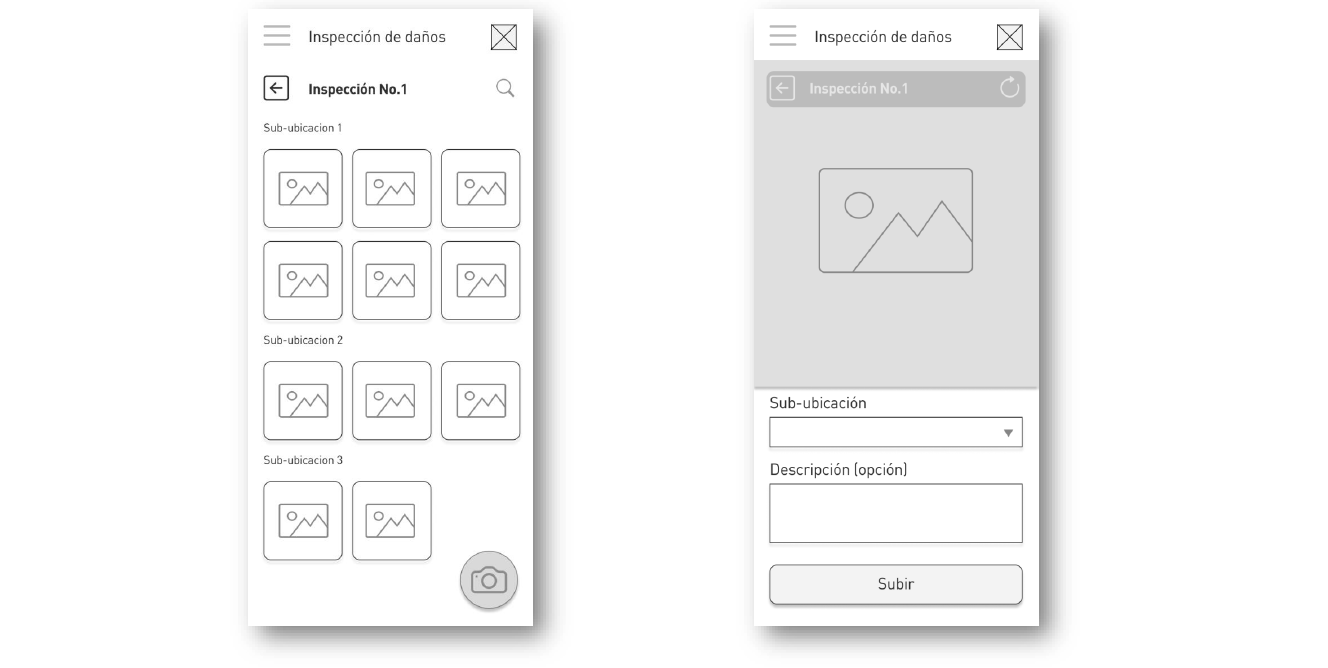 Inspección de daños
Inspección No.1
Sub-ubicacion 1
Sub-ubicacion 2
Sub-ubicacion 3
Inspección de daños
Inspección No.1
Sub-ubicación
Descripción (opción)
Subir